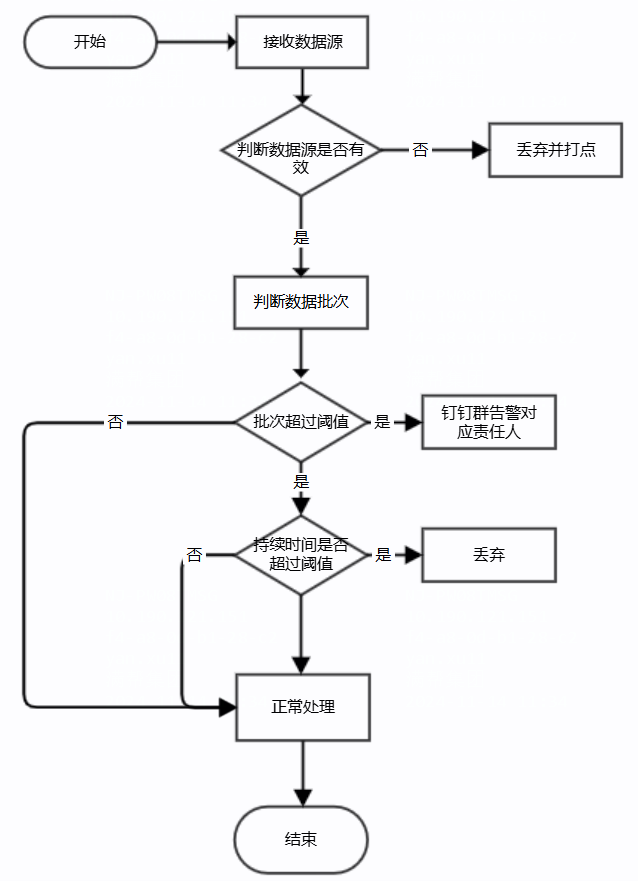 开始
接收数据源
判断数据源是否有
效
否
丢弃并打点
是
判断数据批次
否
批次超过阈值
是
钉钉群告警对
应责任人
是
否
持续时间是否
超过阈值
是
丢弃
正常处理
结束